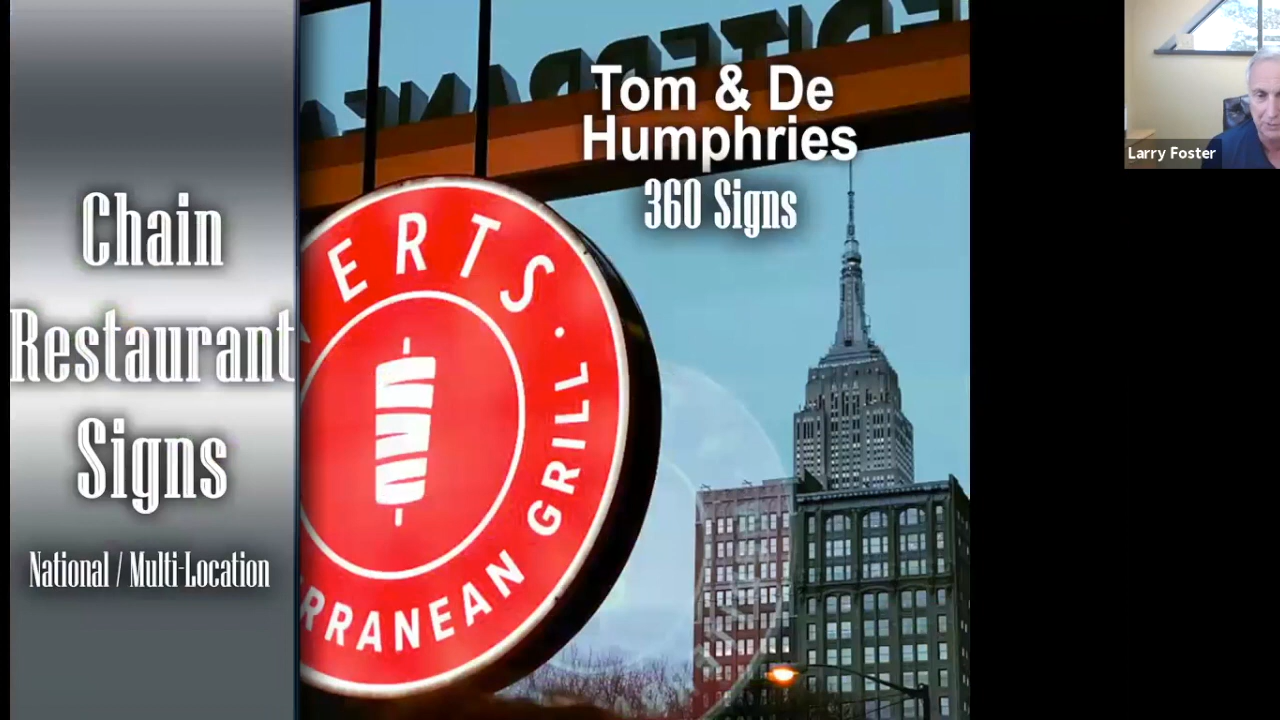 Chain
Restaurant
Signs
National / Multi-Location
Tom & De
Humphries
360 Signs
ERTS.
RRANEAN GRILL
Larry Foster